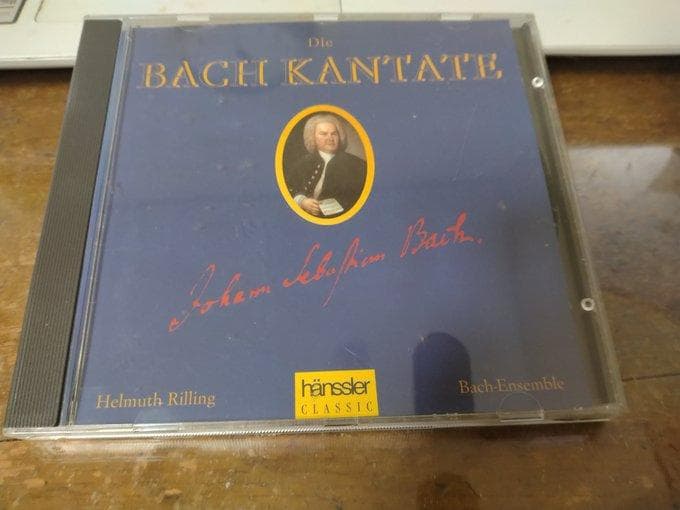 Die
BACH KANTATE
Johann Sebastian Bach.
Helmuth Rilling
hänssler
CLASSIC
Bach-Ensemble